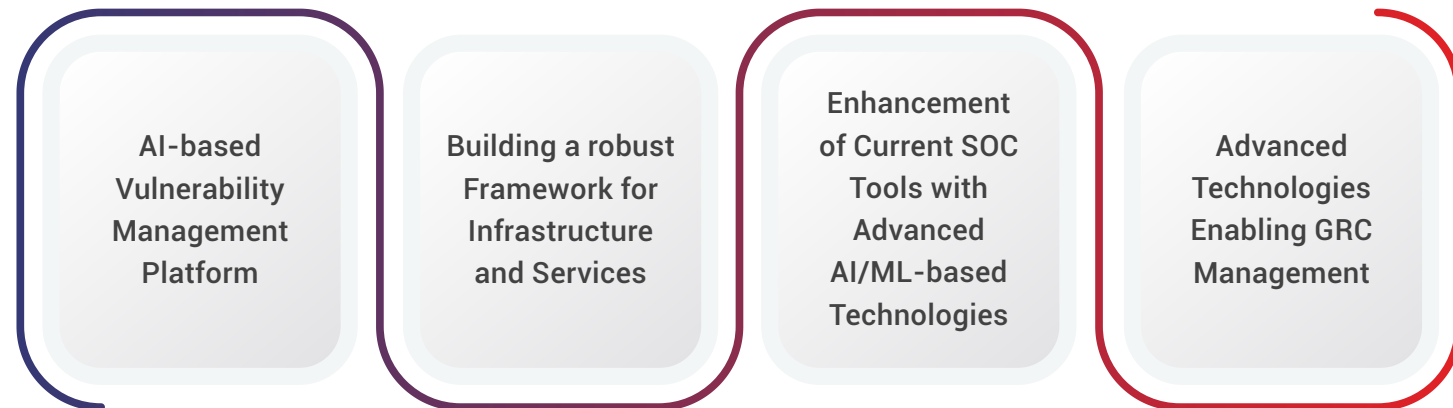 AI-based
Vulnerability
Management
Platform
Building a robust
Framework for
Infrastructure
and Services
Enhancement
of Current SOC
Tools with
Advanced
AI/ML-based
Technologies
Advanced
Technologies
Enabling GRC
Management